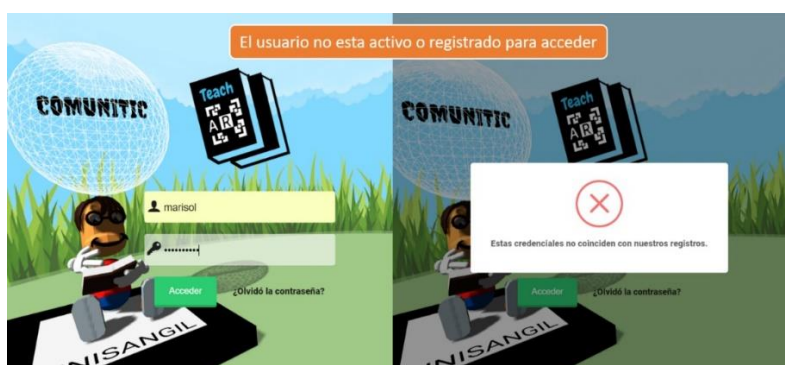 El usuario no esta activo o registrado para acceder
COMUNITIC
Teach
AR
marisol
Acceder
¿Olvidó la contraseña?
UNISANGIL
COMUNITIC
Teach
AR
Estas credenciales no coinciden con nuestros registros.
Acceder
¿Olvidó la contraseña?
UNISANGIL